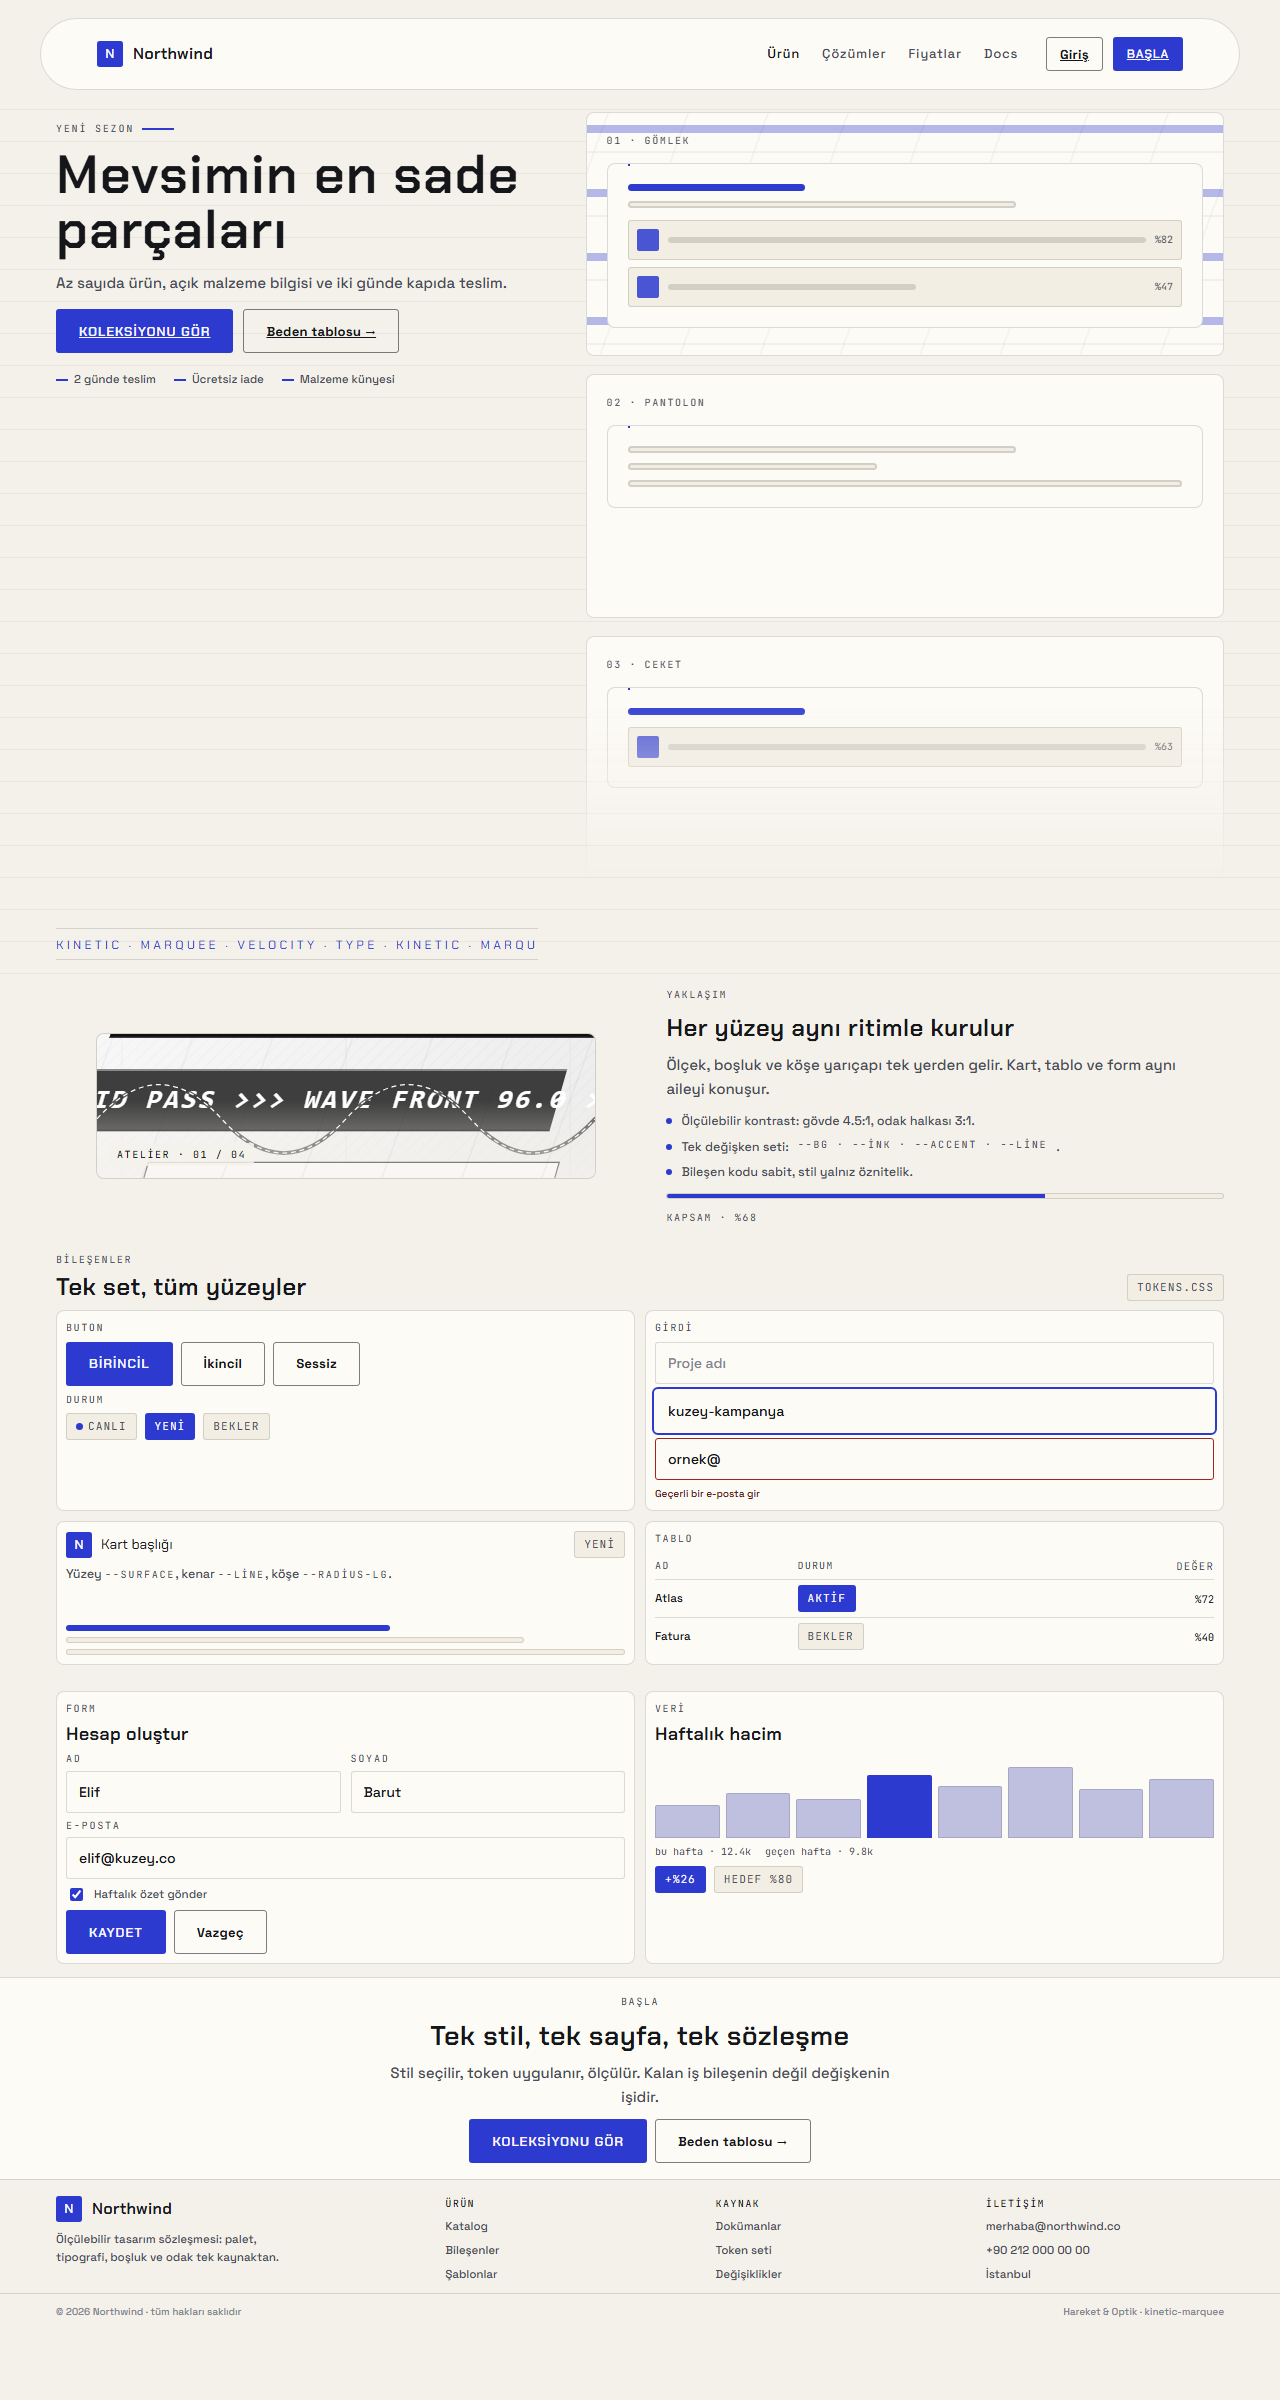 N Northwind
Ürün Çözümler Fiyatlar Docs Giriş BAŞLA
YENİ SEZON
Mevsimin en sade
parçaları
Az sayıda ürün, açık malzeme bilgisi ve iki günde kapıda teslim.
KOLEKSİYONU GÖR Beden tablosu →
2 günde teslim Ücretsiz iade Malzeme künyesi
01 · GÖMLEK
%82
%47
02 · PANTOLON
03 · CEKET
%63
KINETIC · MARQUEE · VELOCITY · TYPE · KINETIC · MARQU
ID PASS >>> WAVE FRONT 96.0 >
ATELİER · 01 / 04
YAKLAŞIM
Her yüzey aynı ritimle kurulur
Ölçek, boşluk ve köşe yarıçapı tek yerden gelir. Kart, tablo ve form aynı
aileyi konuşur.
Ölçülebilir kontrast: gövde 4.5:1, odak halkası 3:1.
Tek değişken seti: --BG · --İNK · --ACCENT · --LİNE .
Bileşen kodu sabit, stil yalnız öznitelik.
KAPSAM · %68
BİLEŞENLER
Tek set, tüm yüzeyler
TOKENS.CSS
BUTON
BİRİNCİL İkincil Sessiz
DURUM
CANLI YENİ BEKLER
GİRDİ
Proje adı
kuzey-kampanya
ornek@
Geçerli bir e-posta gir
N Kart başlığı YENİ
Yüzey --SURFACE, kenar --LİNE, köşe --RADİUS-LG.
TABLO
AD DURUM DEĞER
Atlas AKTİF %72
Fatura BEKLER %40
FORM
Hesap oluştur
AD SOYAD
Elif Barut
E-POSTA
elif@kuzey.co
Haftalık özet gönder
KAYDET Vazgeç
VERİ
Haftalık hacim
bu hafta · 12.4k geçen hafta · 9.8k
+%26 HEDEF %80
BAŞLA
Tek stil, tek sayfa, tek sözleşme
Stil seçilir, token uygulanır, ölçülür. Kalan iş bileşenin değil değişkenin
işidir.
KOLEKSİYONU GÖR Beden tablosu →
N Northwind
Ölçülebilir tasarım sözleşmesi: palet,
tipografi, boşluk ve odak tek kaynaktan.
ÜRÜN
Katalog
Bileşenler
Şablonlar
KAYNAK
Dokümanlar
Token seti
Değişiklikler
İLETİŞİM
merhaba@northwind.co
+90 212 000 00 00
İstanbul
© 2026 Northwind · tüm hakları saklıdır
Hareket & Optik · kinetic-marquee